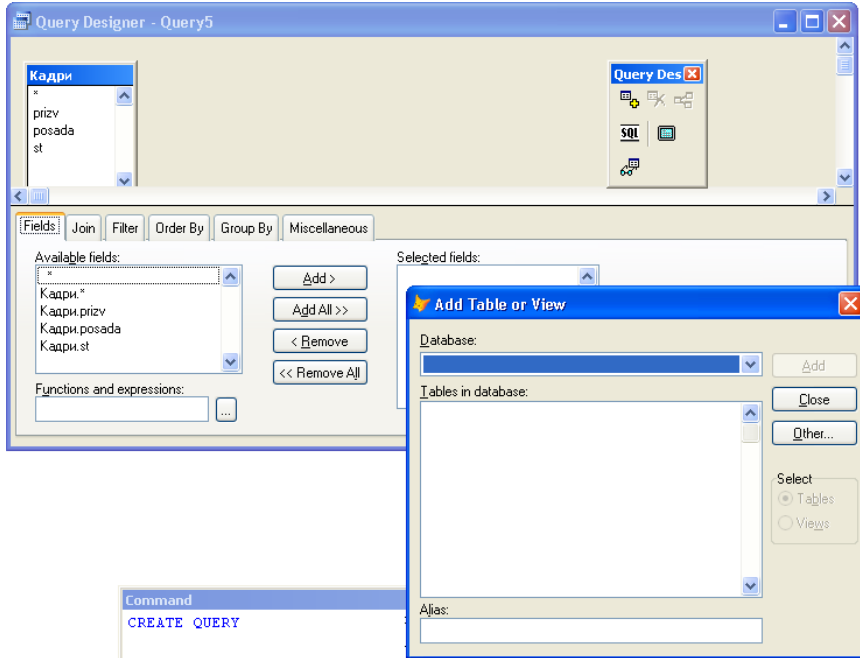 Query Designer - Query5
Кадри
*
prizv
posada
st
Query Des
SQL
Fields
Join
Filter
Order By
Group By
Miscellaneous
Available fields:
*
Кадри.*
Кадри.prizv
Кадри.posada
Кадри.st
Functions and expressions:
...
Add >
Add All >>
< Remove
<< Remove All
Selected fields:
Add Table or View
Database:
Tables in database:
Add
Close
Other...
Select
Tables
Views
Alias:
Command
CREATE QUERY